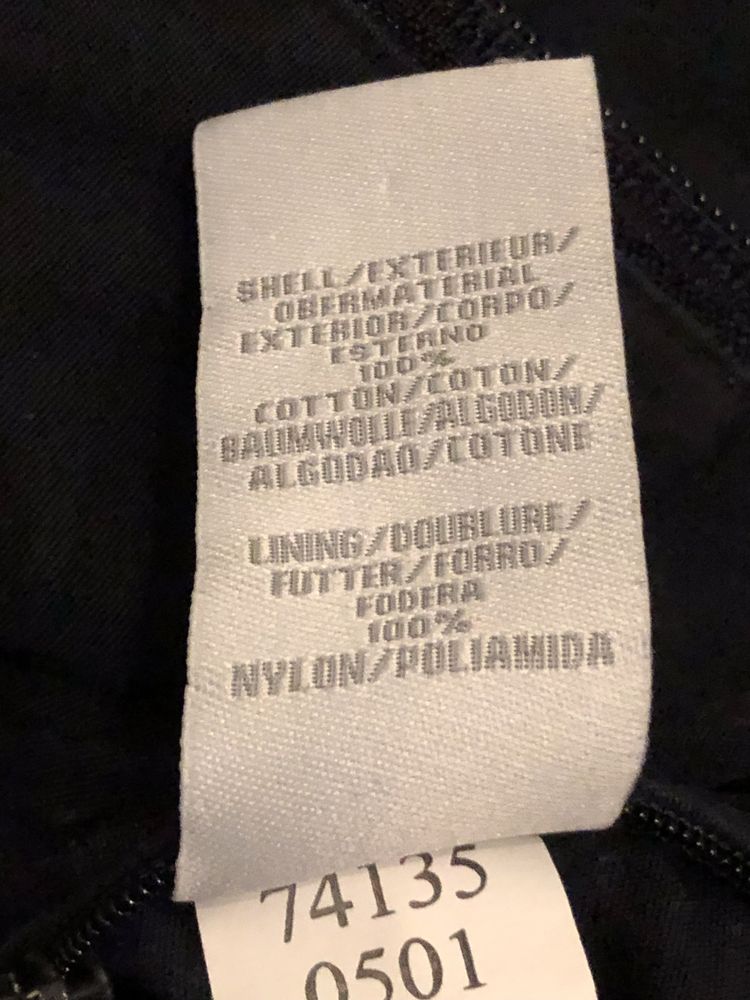 SHELL/EXTERIEUR/
OBERMATERIAL
EXTERIOR/CORPO/
ESTERNO
100%
COTTON/COTON/
BAUMWOLLE/ALGODON/
ALGODAO/COTONE
LINING/DOUBLURE/
FUTTER/FORRO/
FODERA
100%
NYLON/POLIAMIDA
74135
0501